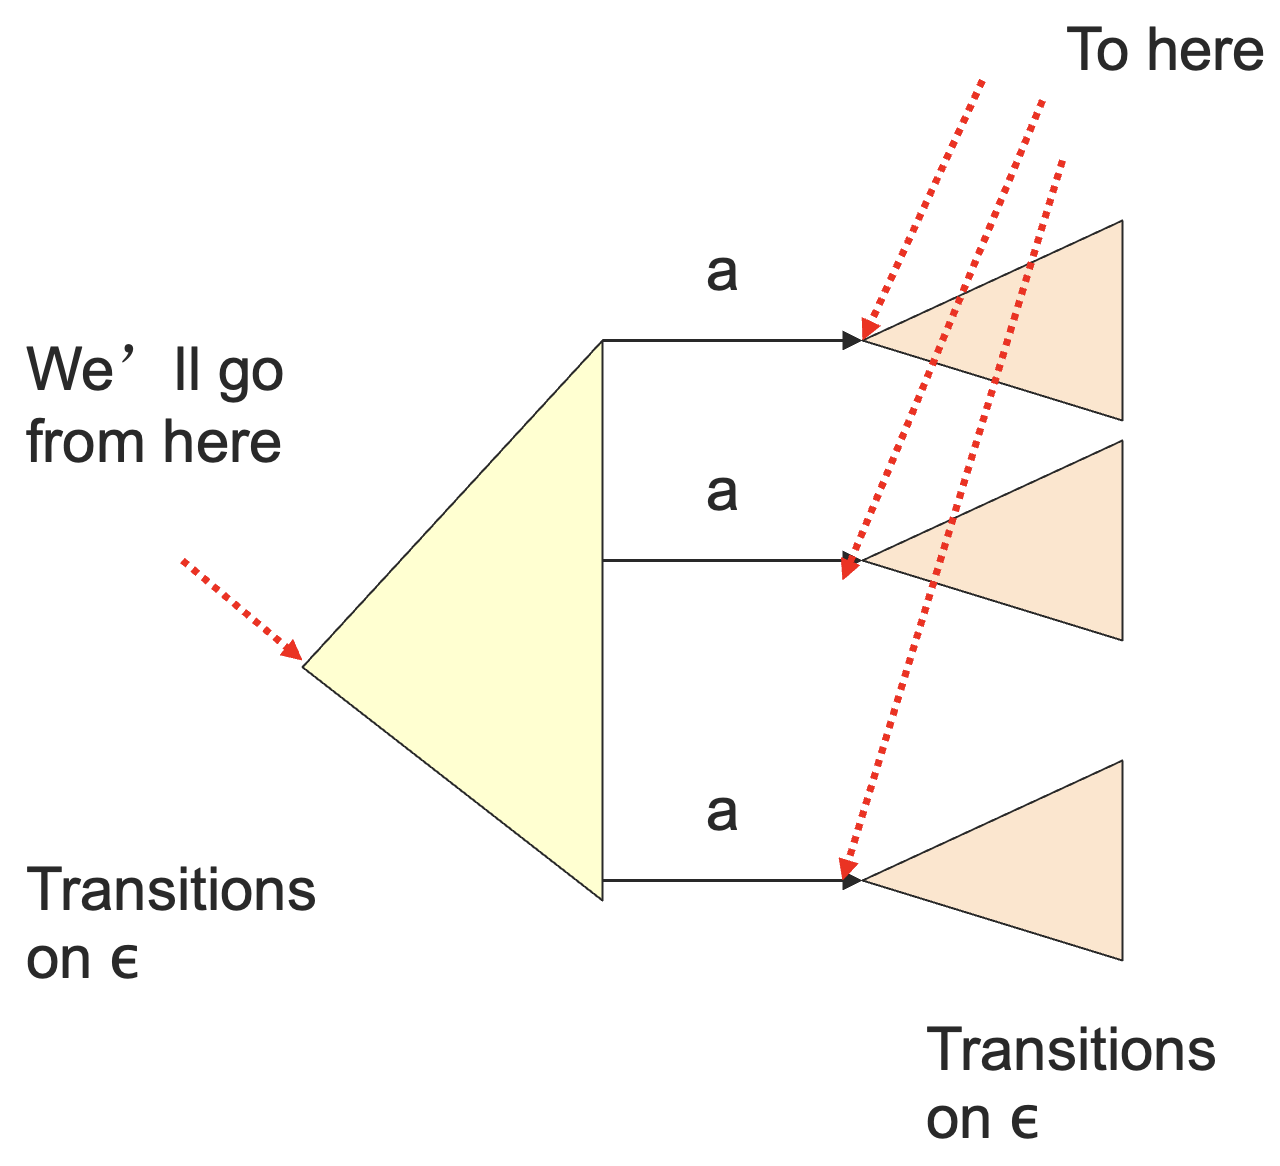 To here
a
We’ll go
from here
a
a
Transitions
on ϵ
Transitions
on ϵ